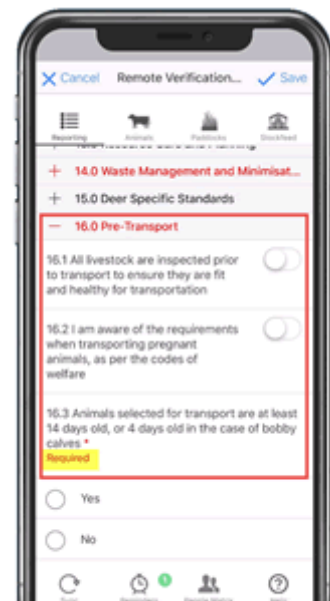 Cancel
Remote Verification...
Save
Reporting
Animals
Paddocks
Stockfeed
14.0 Waste Management and Minimisat...
15.0 Deer Specific Standards
16.0 Pre-Transport
16.1 All livestock are inspected prior
to transport to ensure they are fit
and healthy for transportation
16.2 I am aware of the requirements
when transporting pregnant
animals, as per the codes of
welfare
16.3 Animals selected for transport are at least
14 days old, or 4 days old in the case of bobby
calves *
Required
Yes
No
1